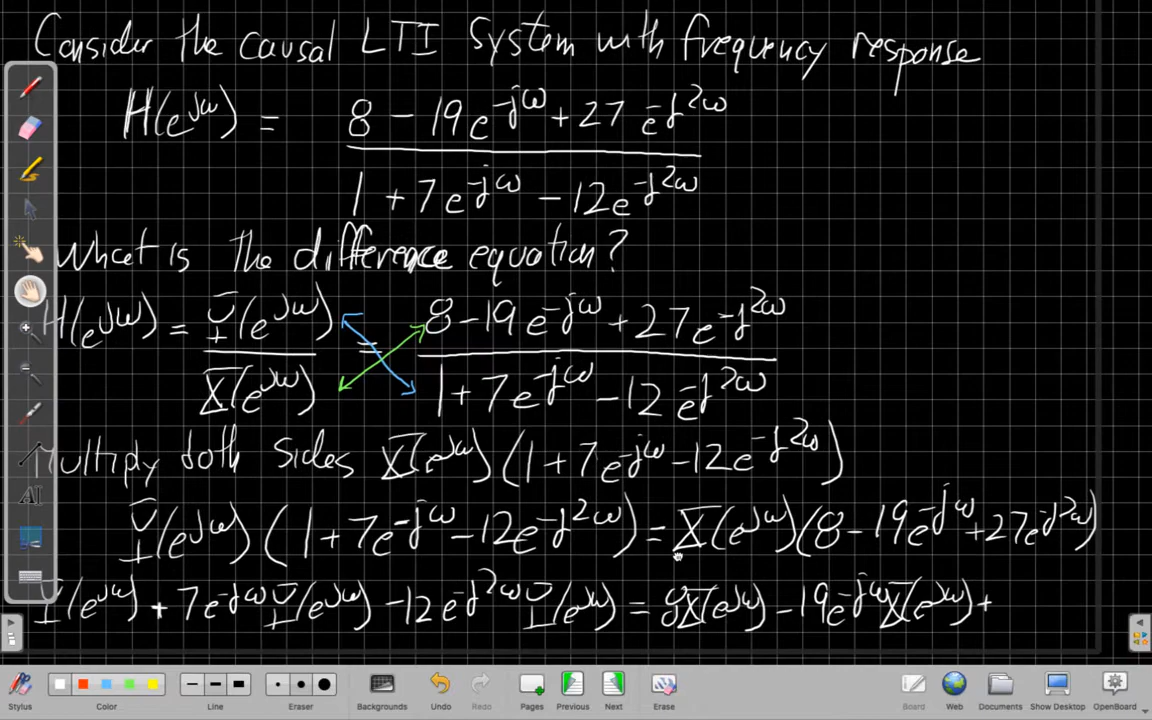 Consider the causal LTI System with frequency response
H(e^jω) = 8 - 19e^-jω + 27 e^-j2ω
1 + 7e^-jω - 12e^-j2ω
What is the difference equation?
H(e^jω) = Y(e^jω) = 8 - 19e^-jω + 27e^-j2ω
X(e^jω) 1 + 7e^-jω - 12e^-j2ω
Multiply both sides X(e^jω)(1 + 7e^-jω - 12e^-j2ω)
Y(e^jω)(1 + 7e^-jω - 12e^-j2ω) = X(e^jω)(8 - 19e^-jω + 27e^-j2ω)
Y(e^jω) + 7e^-jω Y(e^jω) - 12e^-j2ω Y(e^jω) = 8X(e^jω) - 19e^-jω X(e^jω) +
Stylus Color Line Eraser Backgrounds Undo Redo Pages Previous Next Erase Board Web Documents Show Desktop OpenBoard